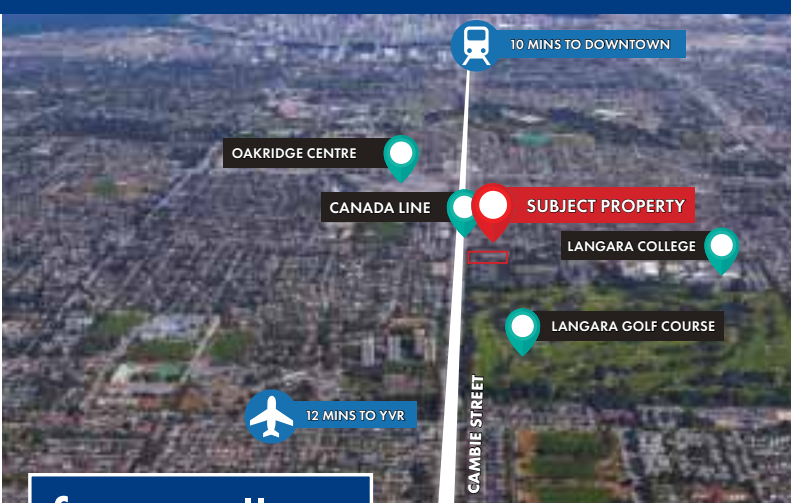 10 MINS TO DOWNTOWN
OAKRIDGE CENTRE
CANADA LINE
SUBJECT PROPERTY
LANGARA COLLEGE
LANGARA GOLF COURSE
12 MINS TO YVR
CAMBIE STREET